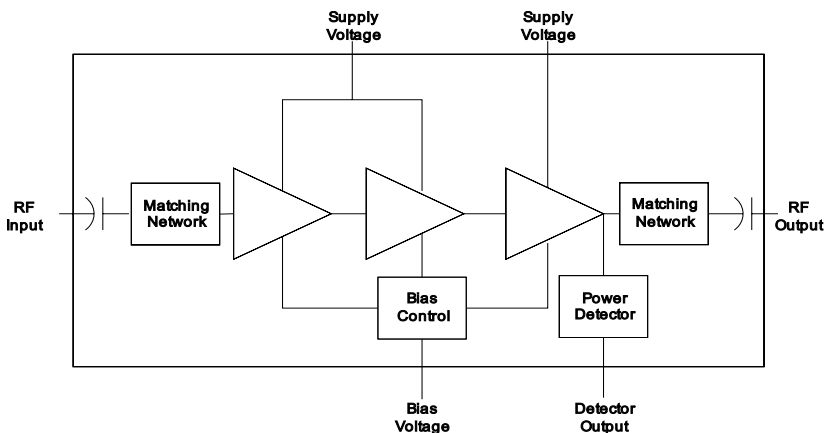 Supply
Voltage
Supply
Voltage
RF
Input
Matching
Network
Matching
Network
RF
Output
Bias
Control
Power
Detector
Bias
Voltage
Detector
Output